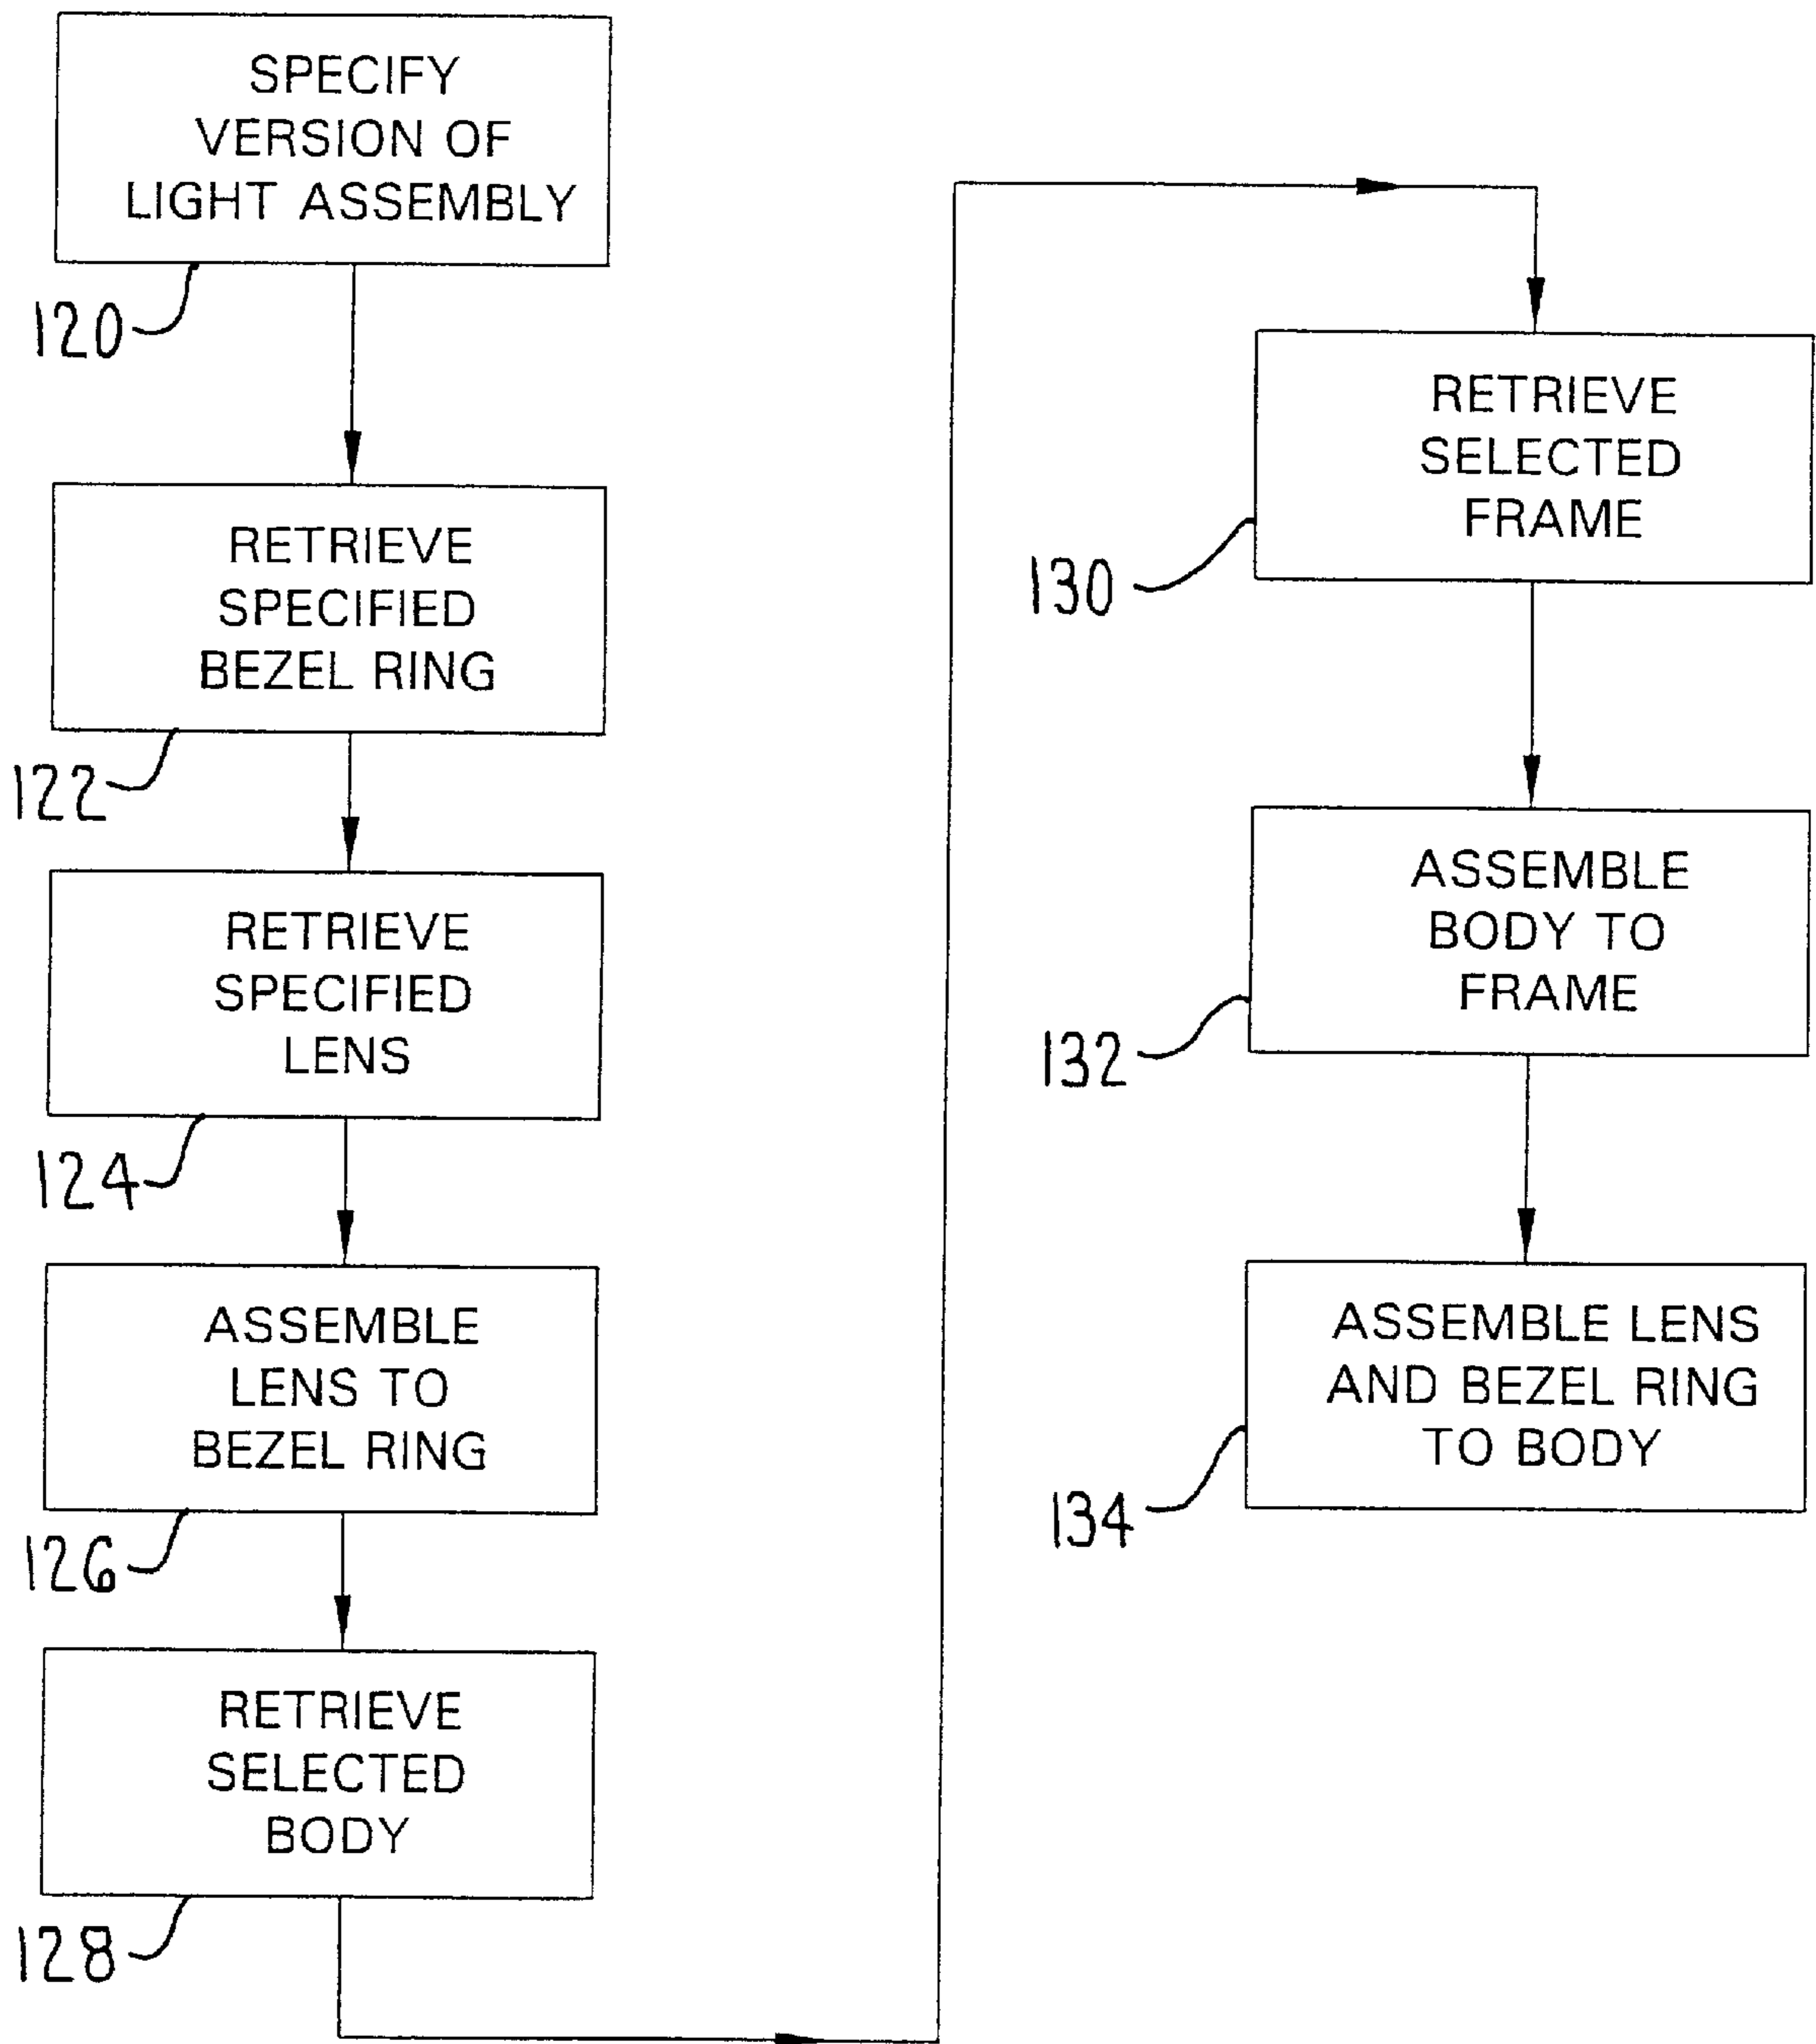 SPECIFY
VERSION OF
LIGHT ASSEMBLY
120
RETRIEVE
SPECIFIED
BEZEL RING
122
RETRIEVE
SPECIFIED
LENS
124
ASSEMBLE
LENS TO
BEZEL RING
126
RETRIEVE
SELECTED
BODY
128
RETRIEVE
SELECTED
FRAME
130
ASSEMBLE
BODY TO
FRAME
132
ASSEMBLE LENS
AND BEZEL RING
TO BODY
134